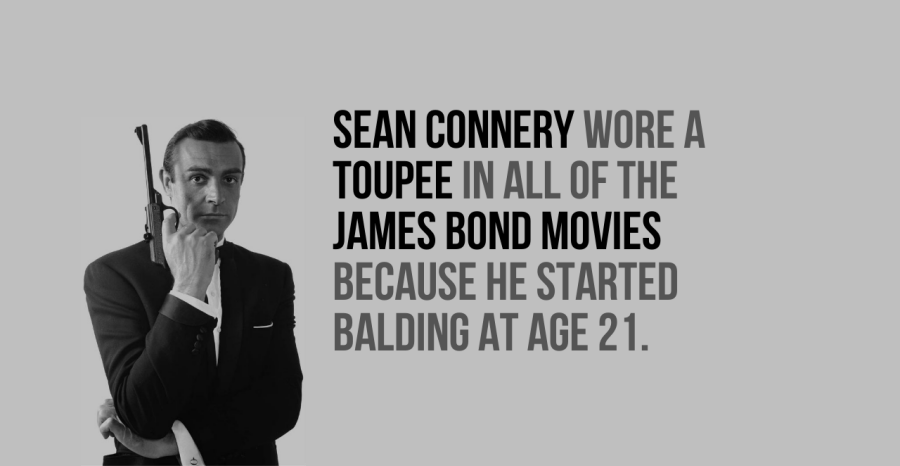 SEAN CONNERY WORE A
TOUPEE IN ALL OF THE
JAMES BOND MOVIES
BECAUSE HE STARTED
BALDING AT AGE 21.